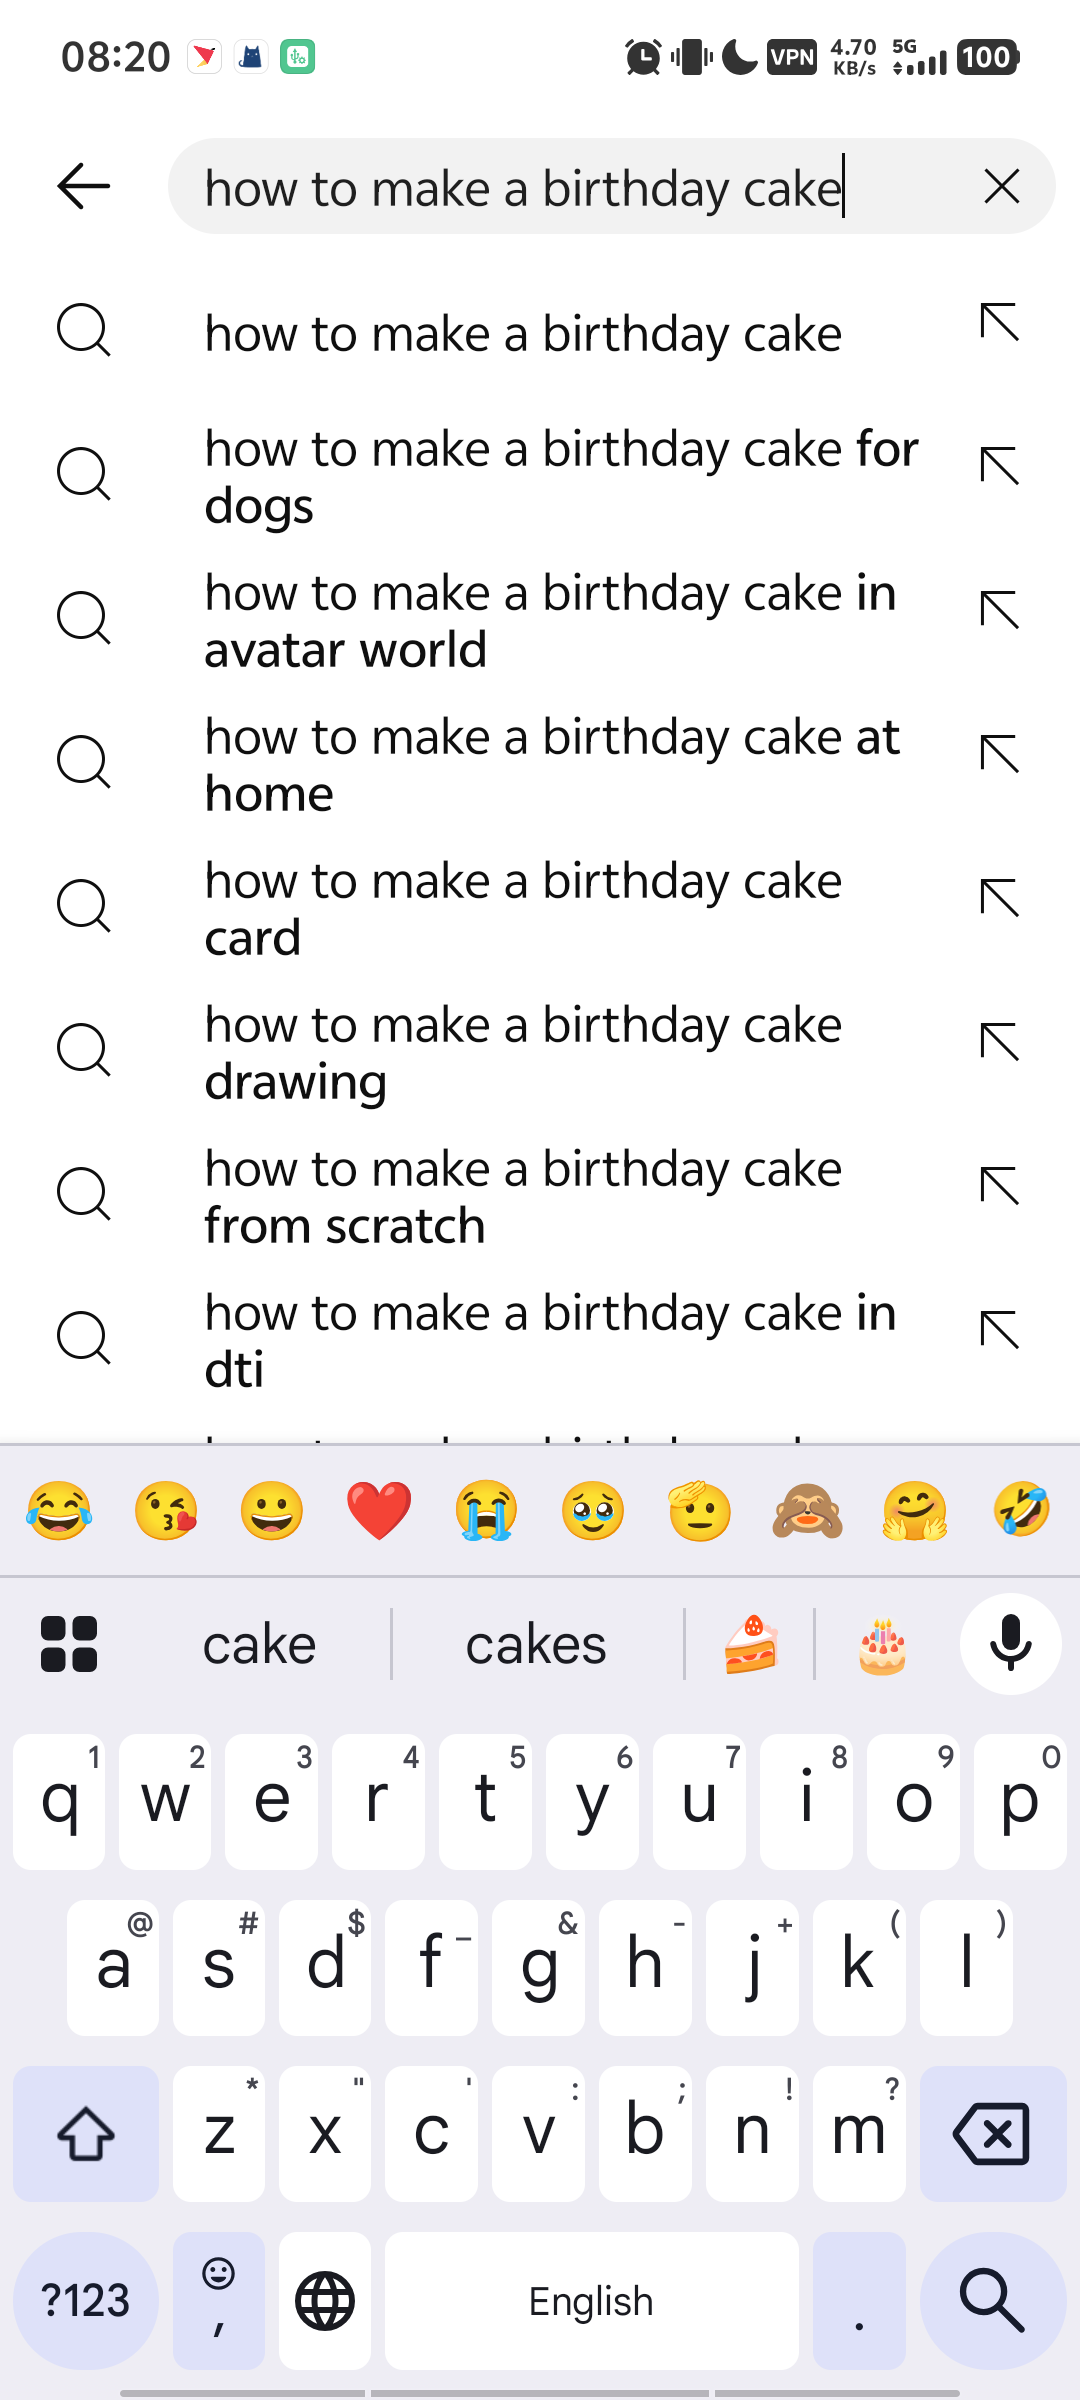 08:20 VPN 4.70 KB/s 5G 100
how to make a birthday cake
how to make a birthday cake
how to make a birthday cake for
dogs
how to make a birthday cake in
avatar world
how to make a birthday cake at
home
how to make a birthday cake
card
how to make a birthday cake
drawing
how to make a birthday cake
from scratch
how to make a birthday cake in
dti
😂 😘 😀 ❤️ 😭 🥹 🫡 🙈 🤗 🤣
cake cakes 🍰 🎂
1 2 3 4 5 6 7 8 9 0
q w e r t y u i o p
@ # $ _ & - + ( )
a s d f g h j k l
* " ' : ; ! ?
z x c v b n m
?123 , English .